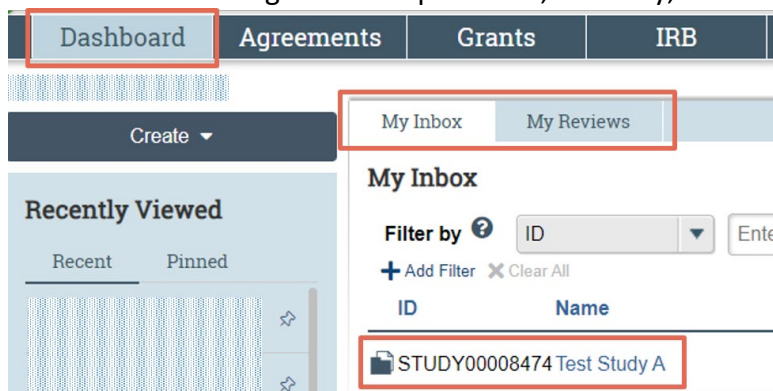 Dashboard Agreements Grants IRB
Create
My Inbox My Reviews
Recently Viewed
Recent Pinned
My Inbox
Filter by ? ID
Add Filter Clear All
ID Name
STUDY00008474 Test Study A